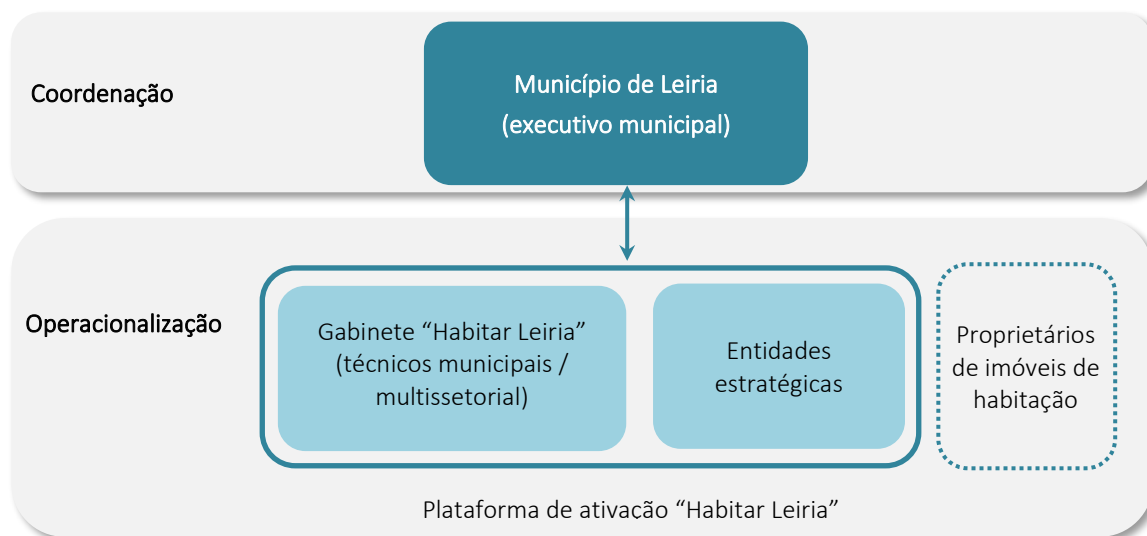 Coordenação
Município de Leiria
(executivo municipal)
Operacionalização
Gabinete “Habitar Leiria”
(técnicos municipais /
multissetorial)
Entidades
estratégicas
Proprietários
de imóveis de
habitação
Plataforma de ativação “Habitar Leiria”